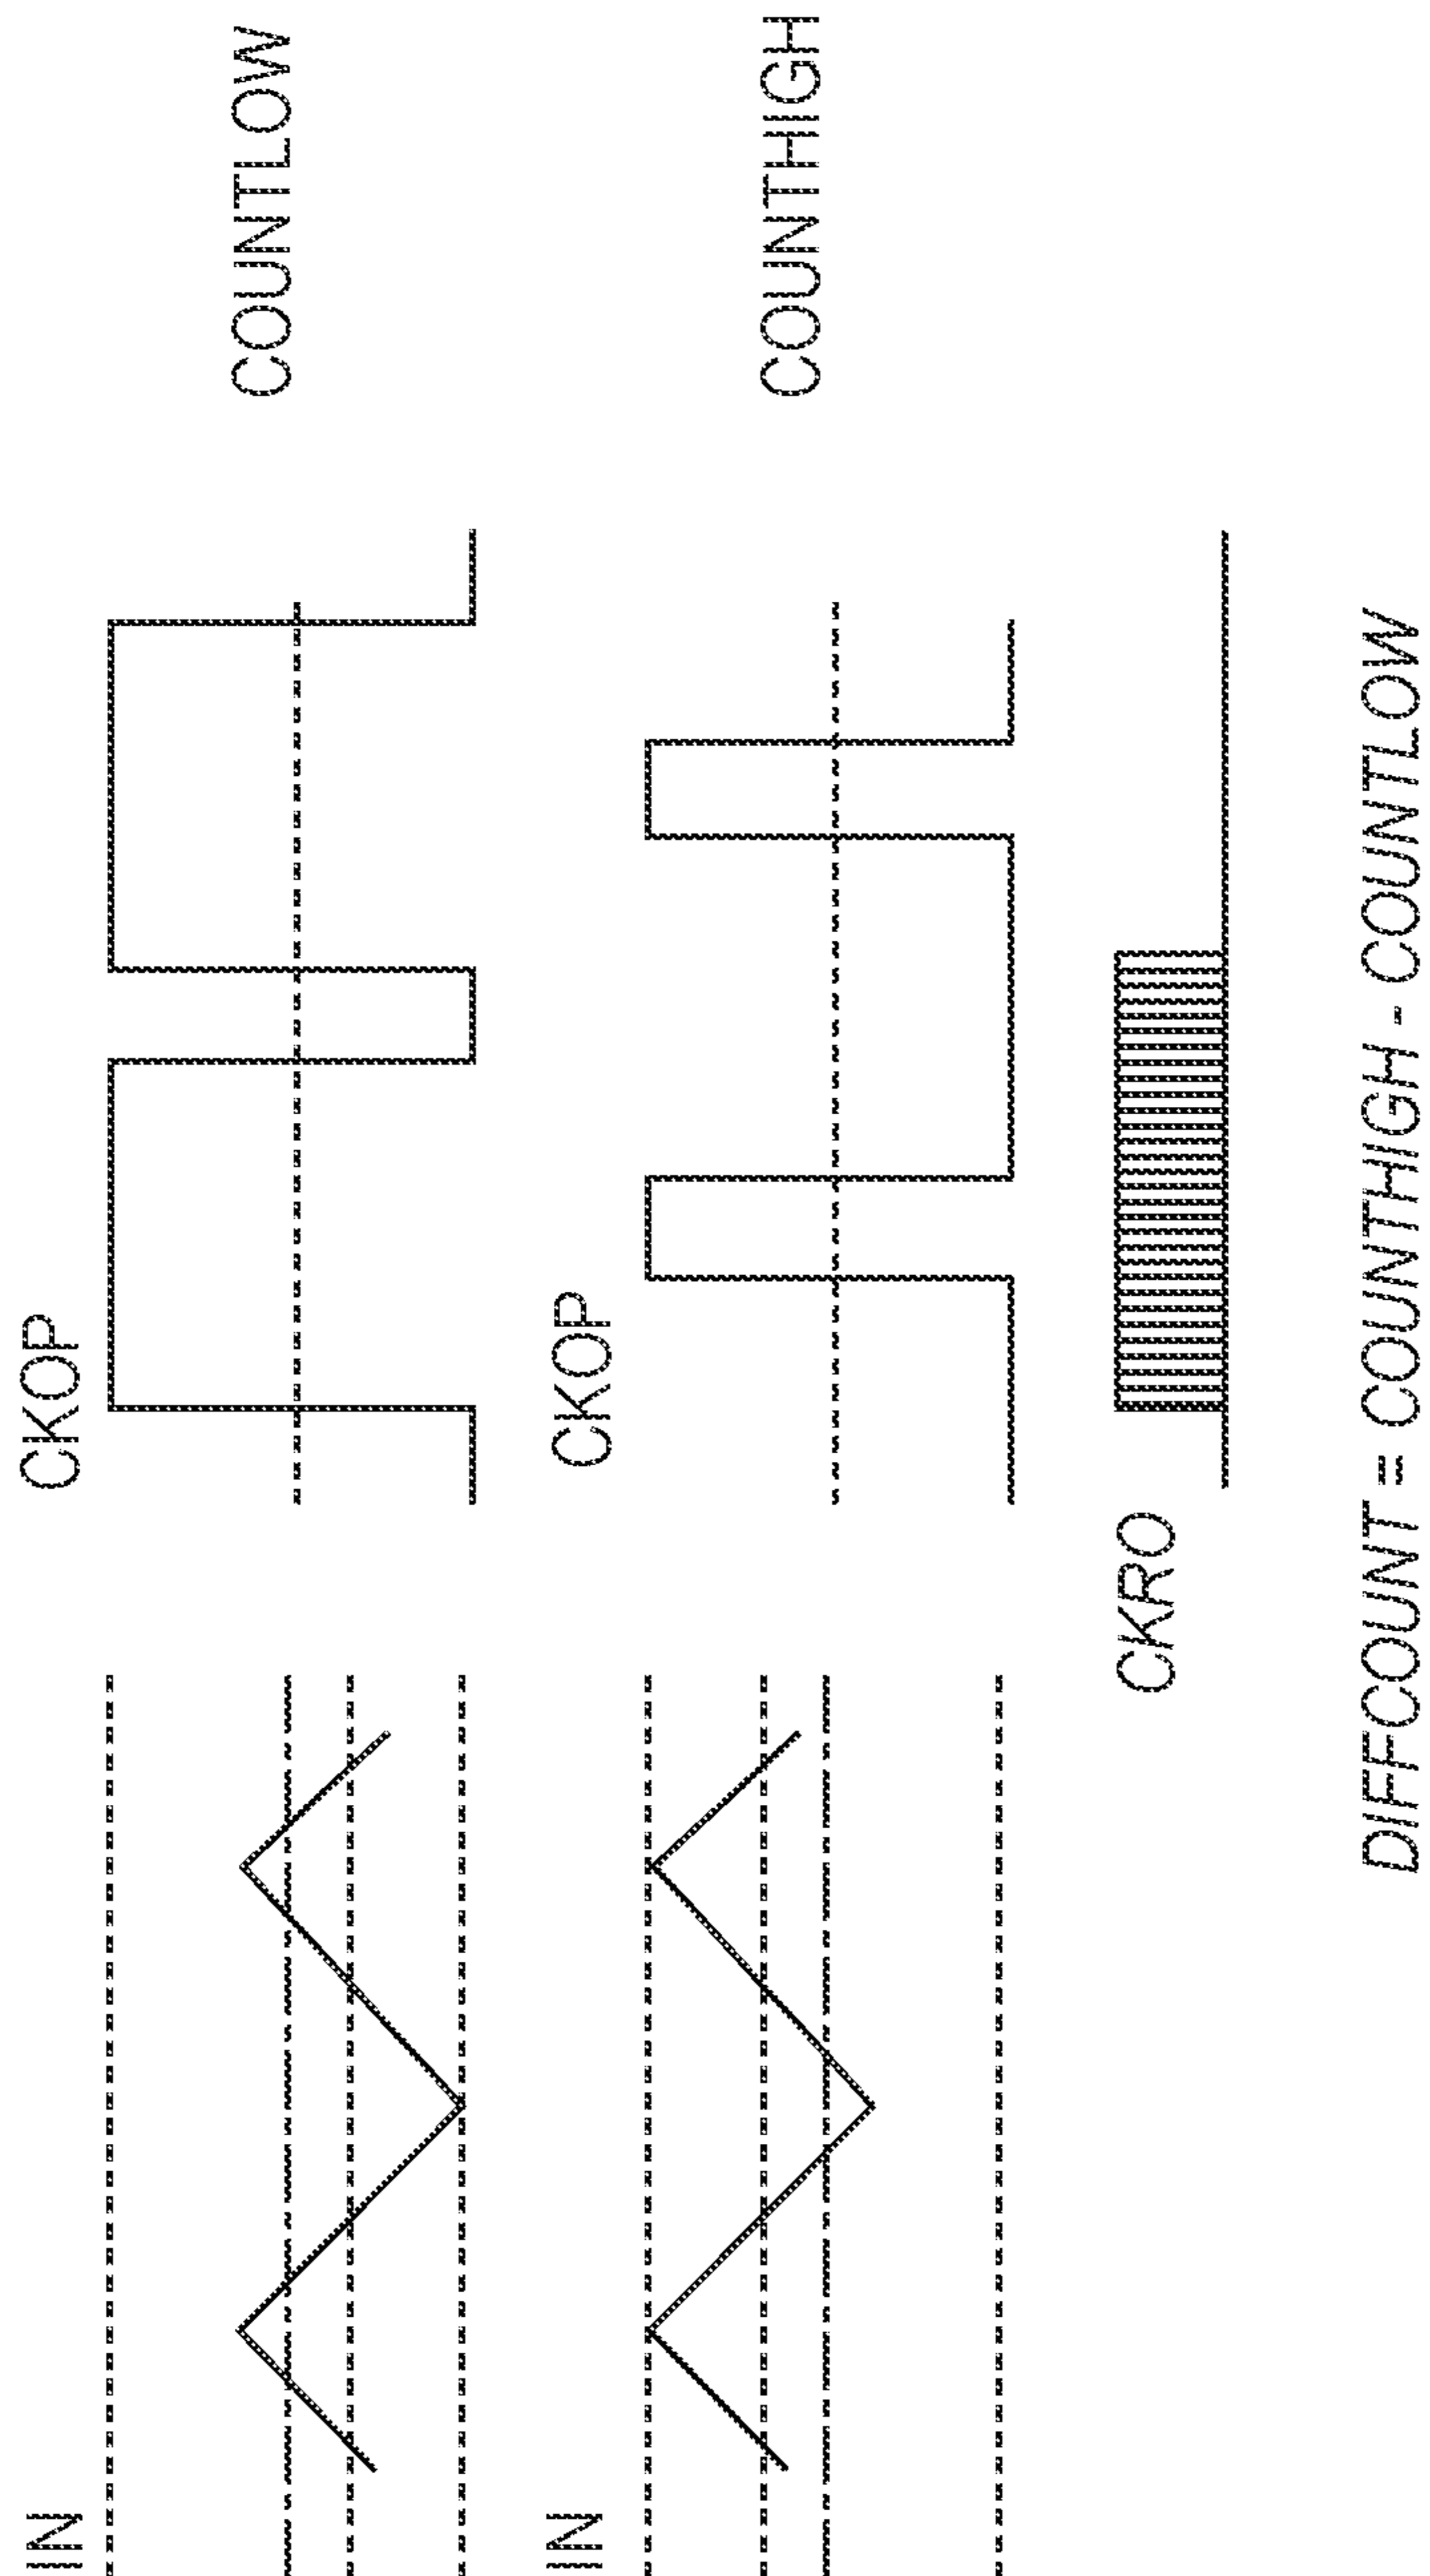 IN
CKOP
COUNTLOW
IN
CKOP
COUNTHIGH
CKRO
DIFFCOUNT = COUNTHIGH - COUNTLOW